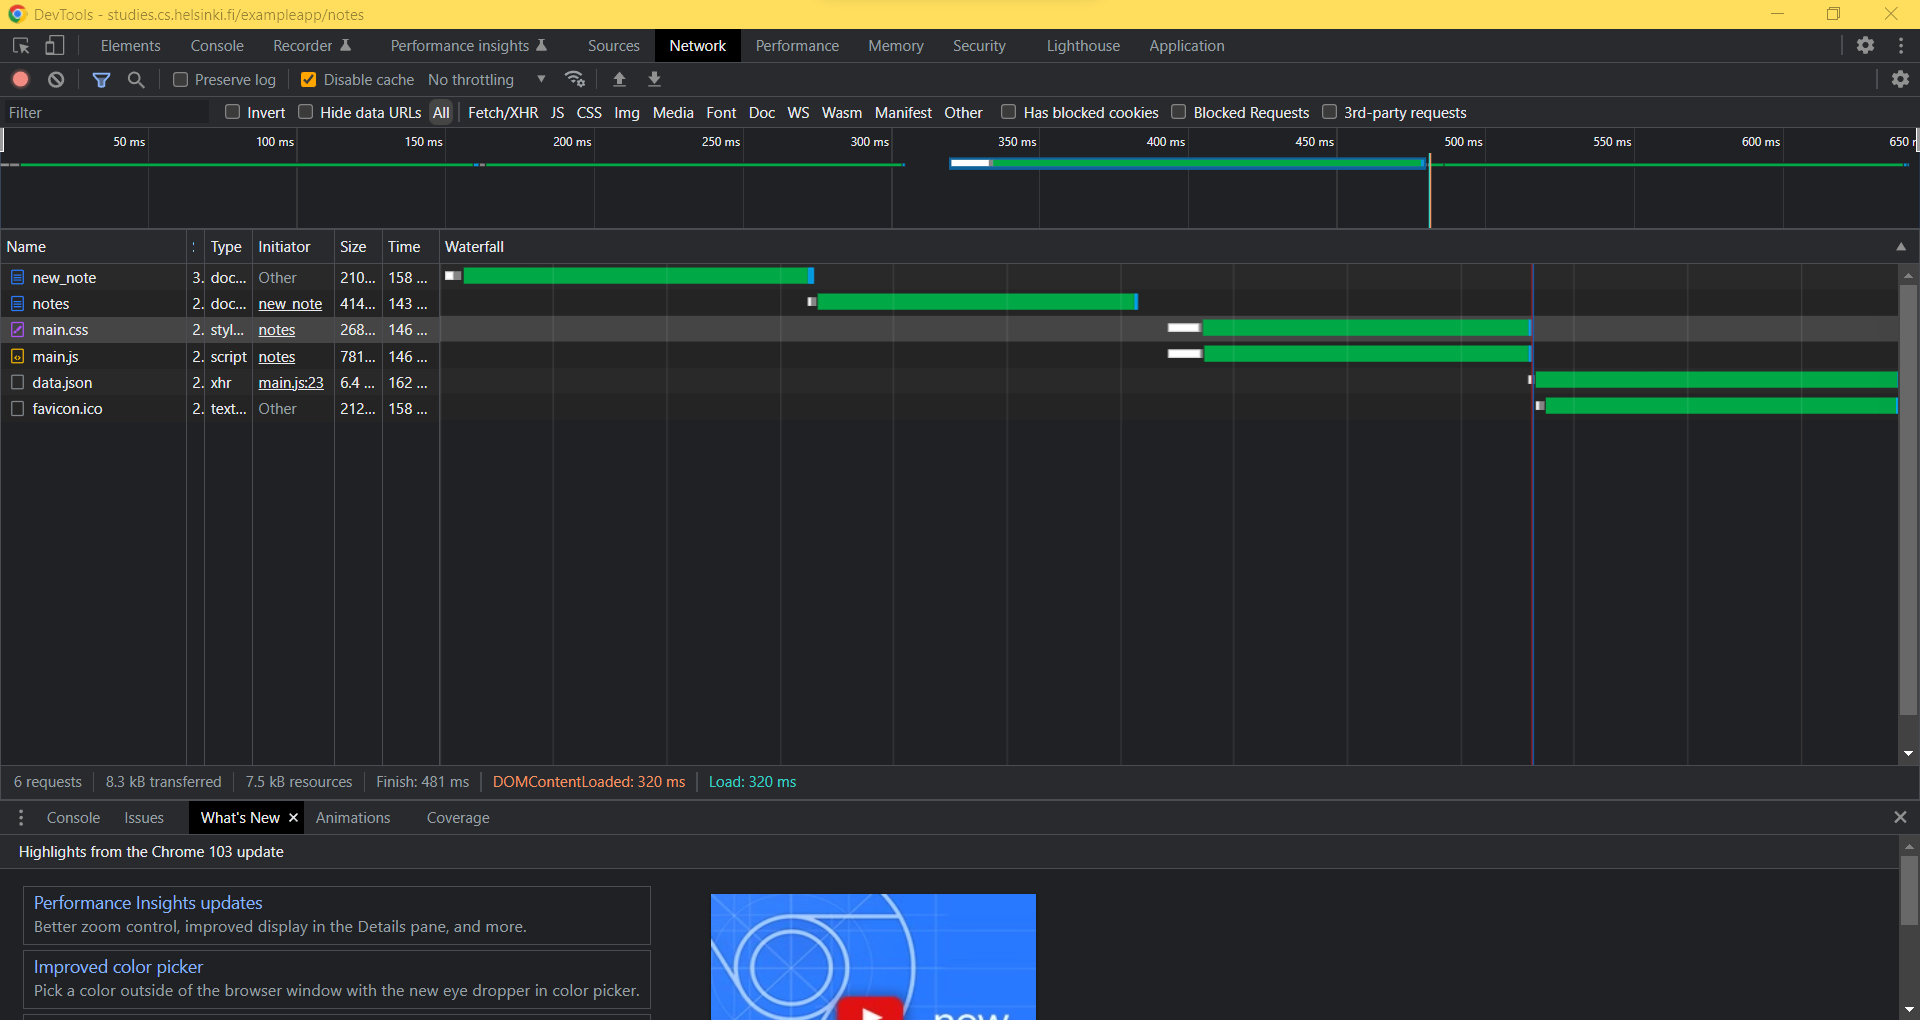 DevTools - studies.cs.helsinki.fi/exampleapp/notes
Elements Console Recorder Performance insights Sources Network Performance Memory Security Lighthouse Application
Preserve log Disable cache No throttling
Filter Invert Hide data URLs All Fetch/XHR JS CSS Img Media Font Doc WS Wasm Manifest Other Has blocked cookies Blocked Requests 3rd-party requests
50 ms 100 ms 150 ms 200 ms 250 ms 300 ms 350 ms 400 ms 450 ms 500 ms 550 ms 600 ms 650
Name Type Initiator Size Time Waterfall
new_note 3. doc... Other 210... 158 ...
notes 2. doc... new_note 414... 143 ...
main.css 2. styl... notes 268... 146 ...
main.js 2. script notes 781... 146 ...
data.json 2. xhr main.js:23 6.4 ... 162 ...
favicon.ico 2. text... Other 212... 158 ...
6 requests 8.3 kB transferred 7.5 kB resources Finish: 481 ms DOMContentLoaded: 320 ms Load: 320 ms
Console Issues What's New Animations Coverage
Highlights from the Chrome 103 update
Performance Insights updates
Better zoom control, improved display in the Details pane, and more.
Improved color picker
Pick a color outside of the browser window with the new eye dropper in color picker.
new